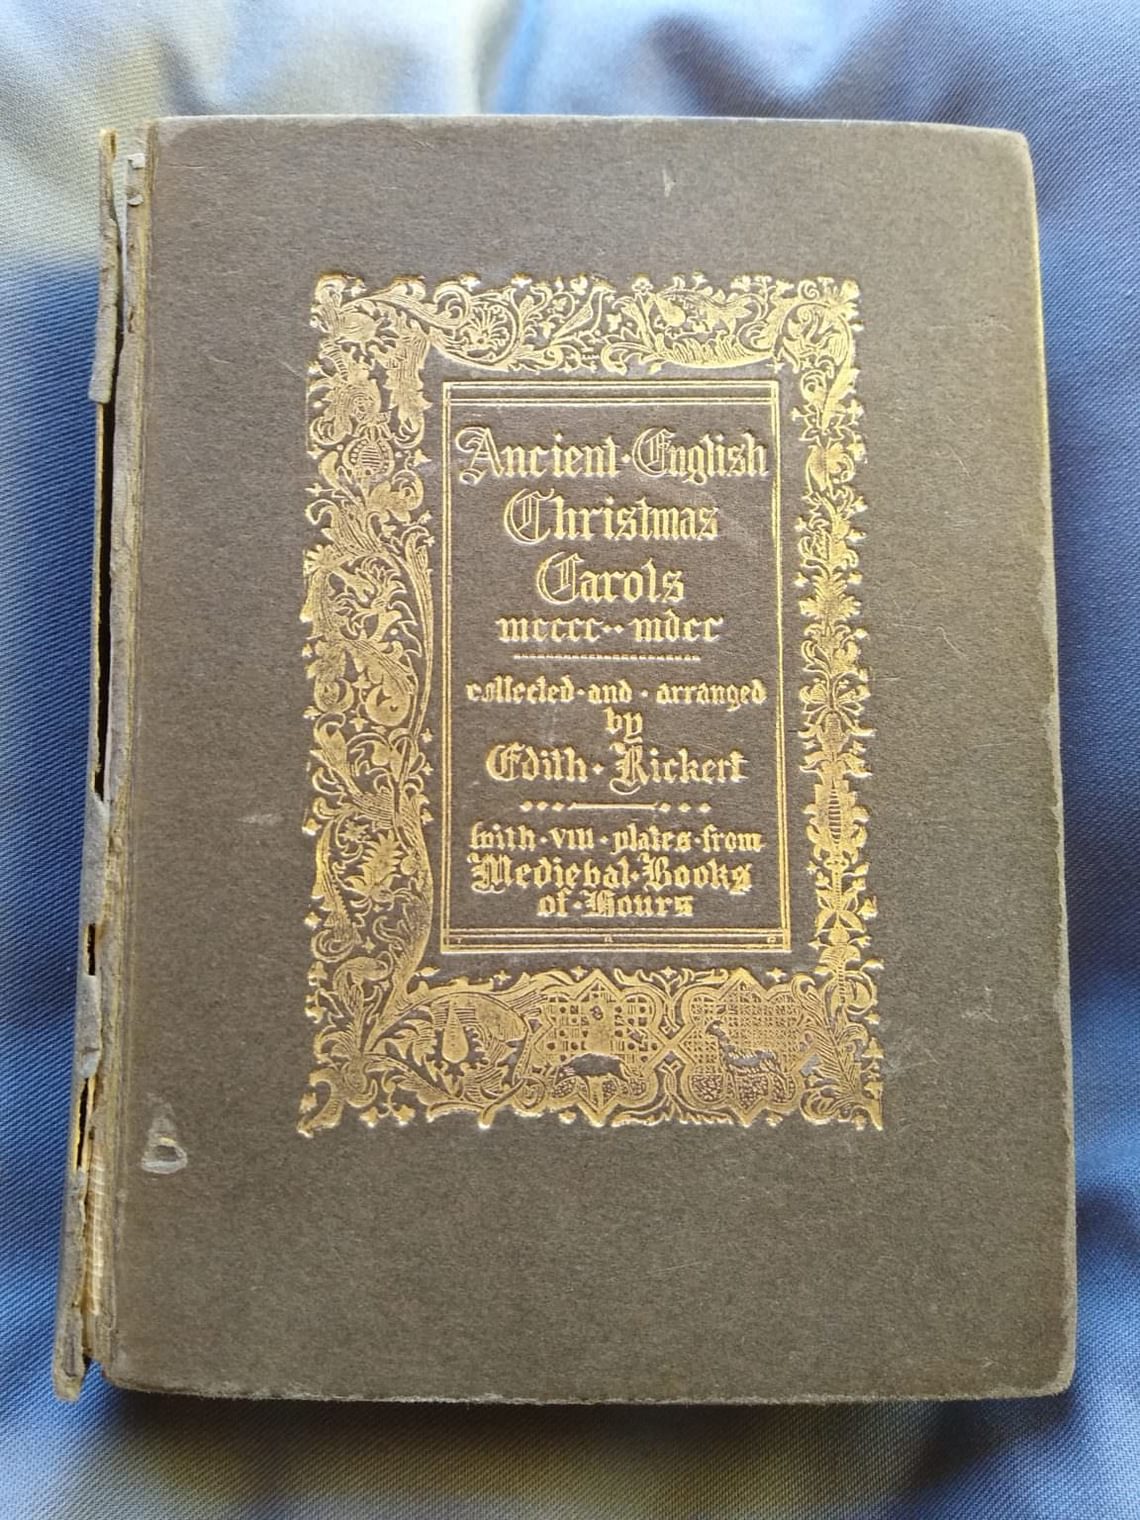 Ancient·English
Christmas
Carols
mcccc··mdcc
collected·and·arranged
by
Edith·Rickert
with·VIII·plates·from
Medieval·Books
of·Hours